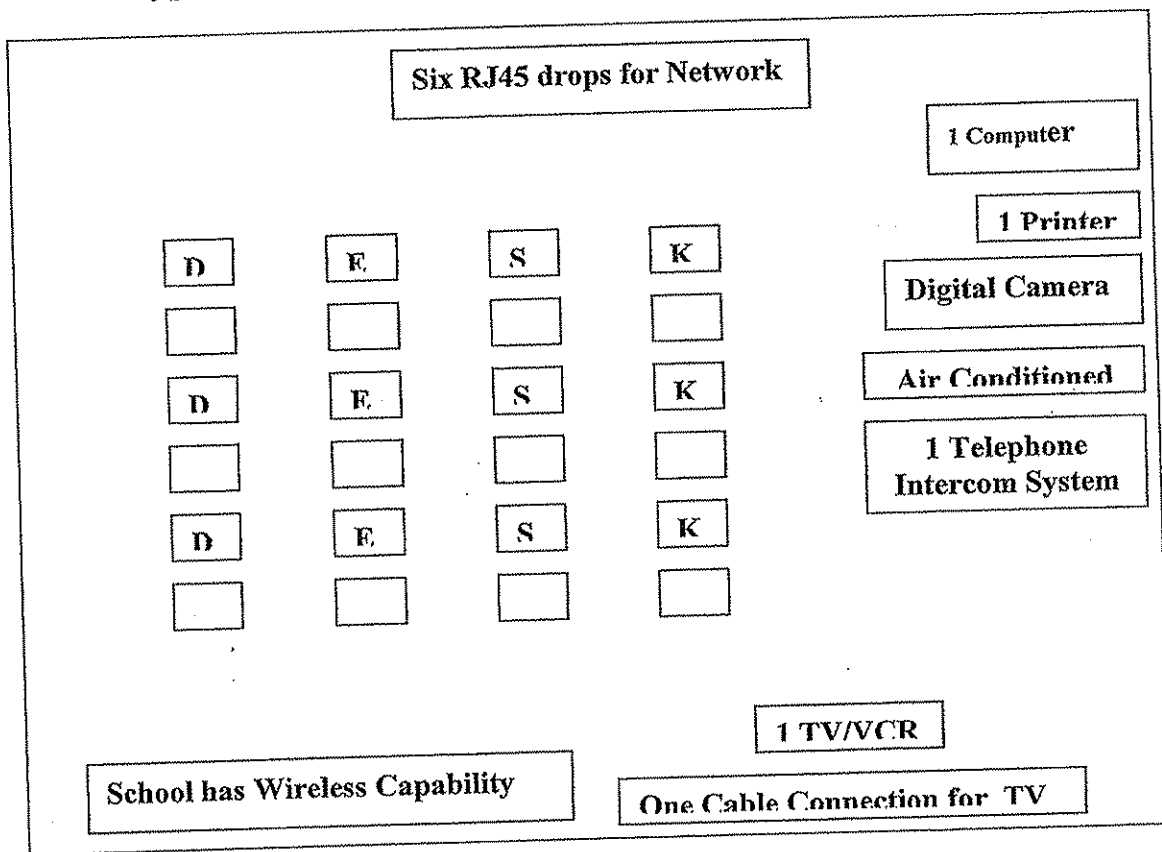 Six RJ45 drops for Network
1 Computer
1 Printer
D E S K
Digital Camera
D E S K
Air Conditioned
1 Telephone
Intercom System
D E S K
1 TV/VCR
School has Wireless Capability
One Cable Connection for TV